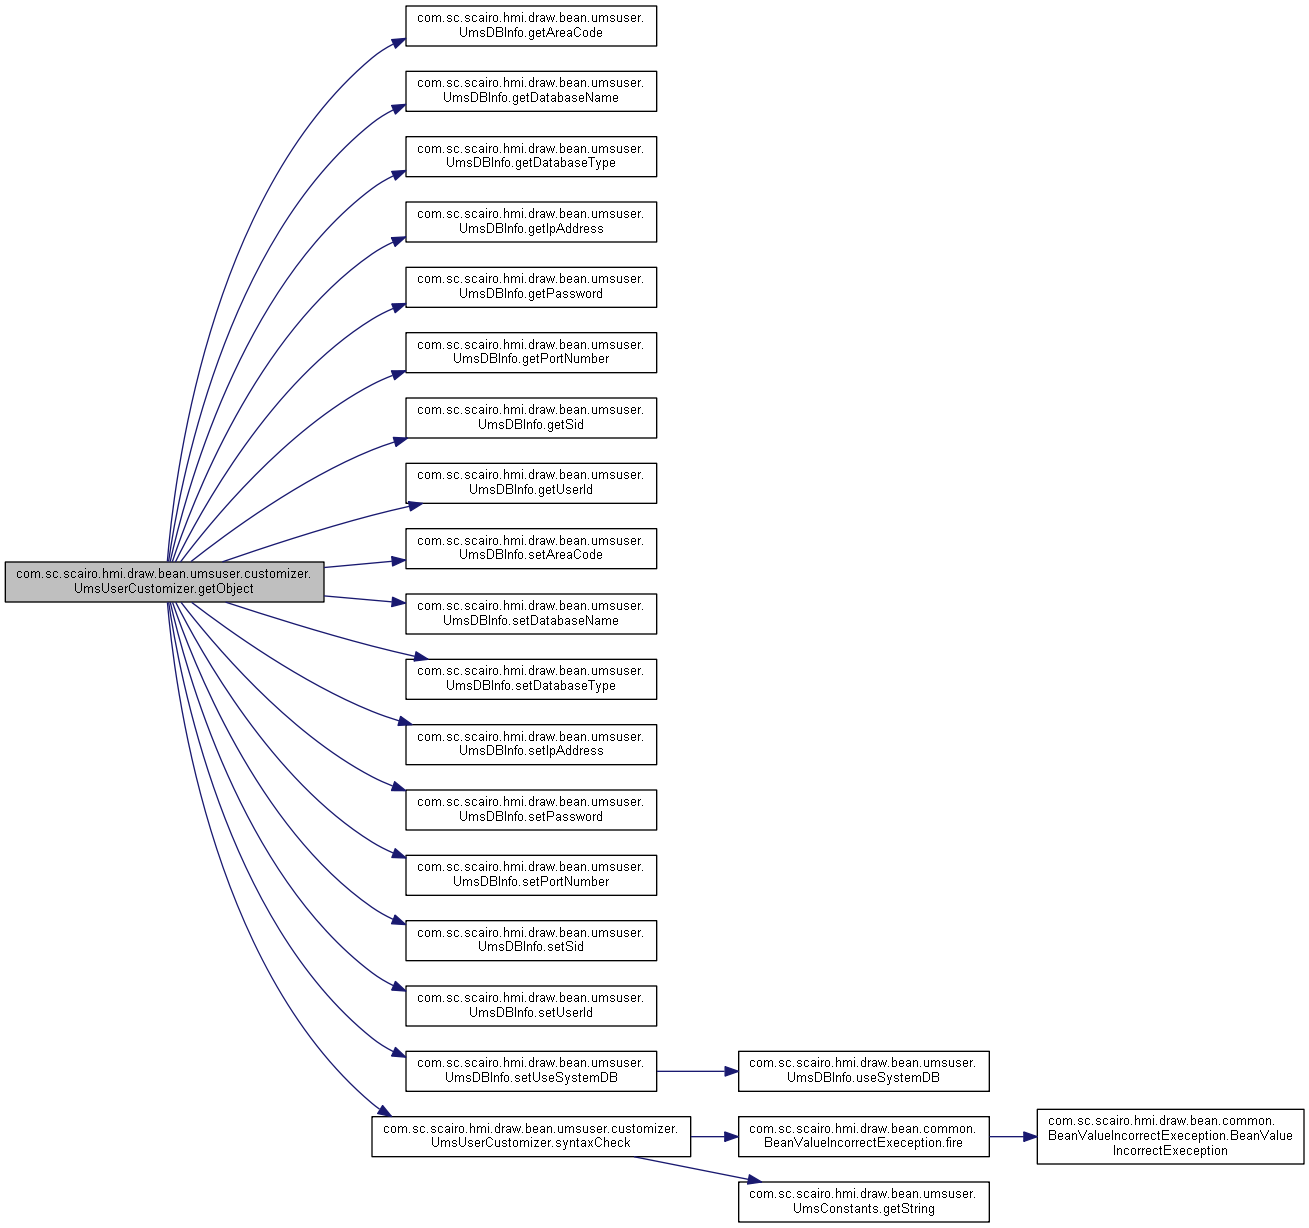 com.sc.scairo.hmi.draw.bean.umsuser.
UmsDBInfo.getAreaCode
com.sc.scairo.hmi.draw.bean.umsuser.
UmsDBInfo.getDatabaseName
com.sc.scairo.hmi.draw.bean.umsuser.
UmsDBInfo.getDatabaseType
com.sc.scairo.hmi.draw.bean.umsuser.
UmsDBInfo.getIpAddress
com.sc.scairo.hmi.draw.bean.umsuser.
UmsDBInfo.getPassword
com.sc.scairo.hmi.draw.bean.umsuser.
UmsDBInfo.getPortNumber
com.sc.scairo.hmi.draw.bean.umsuser.
UmsDBInfo.getSid
com.sc.scairo.hmi.draw.bean.umsuser.
UmsDBInfo.getUserId
com.sc.scairo.hmi.draw.bean.umsuser.
UmsDBInfo.setAreaCode
com.sc.scairo.hmi.draw.bean.umsuser.customizer.
UmsUserCustomizer.getObject
com.sc.scairo.hmi.draw.bean.umsuser.
UmsDBInfo.setDatabaseName
com.sc.scairo.hmi.draw.bean.umsuser.
UmsDBInfo.setDatabaseType
com.sc.scairo.hmi.draw.bean.umsuser.
UmsDBInfo.setIpAddress
com.sc.scairo.hmi.draw.bean.umsuser.
UmsDBInfo.setPassword
com.sc.scairo.hmi.draw.bean.umsuser.
UmsDBInfo.setPortNumber
com.sc.scairo.hmi.draw.bean.umsuser.
UmsDBInfo.setSid
com.sc.scairo.hmi.draw.bean.umsuser.
UmsDBInfo.setUserId
com.sc.scairo.hmi.draw.bean.umsuser.
UmsDBInfo.setUseSystemDB
com.sc.scairo.hmi.draw.bean.umsuser.
UmsDBInfo.useSystemDB
com.sc.scairo.hmi.draw.bean.umsuser.customizer.
UmsUserCustomizer.syntaxCheck
com.sc.scairo.hmi.draw.bean.common.
BeanValueIncorrectExeception.fire
com.sc.scairo.hmi.draw.bean.common.
BeanValueIncorrectExeception.BeanValue
IncorrectExeception
com.sc.scairo.hmi.draw.bean.umsuser.
UmsConstants.getString